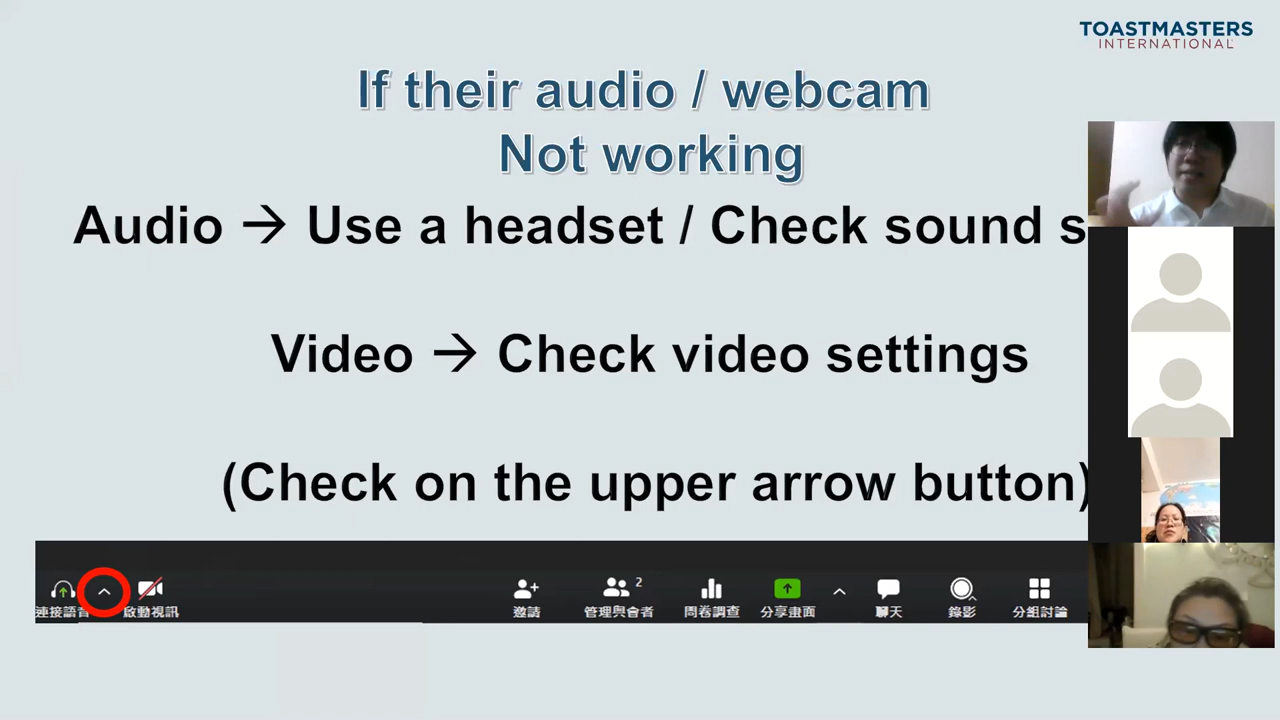 TOASTMASTERS
INTERNATIONAL
If their audio / webcam
Not working
Audio → Use a headset / Check sound s
Video → Check video settings
(Check on the upper arrow button)
連接語音 啟動視訊 邀請 管理與會者 2 問卷調查 分享畫面 聊天 錄影 分組討論